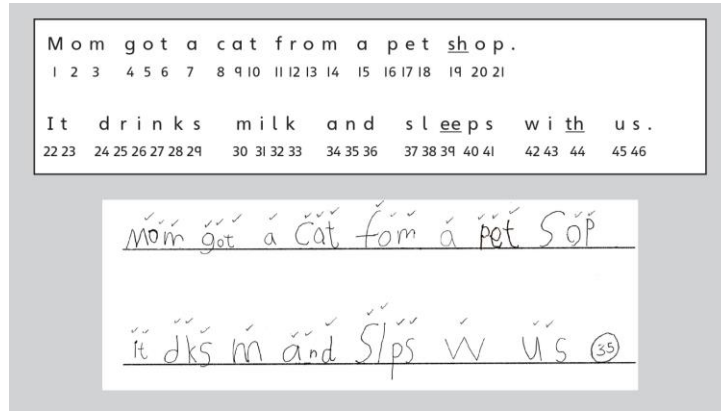 Mom got a cat from a pet shop.
1 2 3 4 5 6 7 8 9 10 11 12 13 14 15 16 17 18 19 20 21
It drinks milk and sleeps with us.
22 23 24 25 26 27 28 29 30 31 32 33 34 35 36 37 38 39 40 41 42 43 44 45 46
Mom got a cat fom a pet Sop
it dks m and Slps w us 35